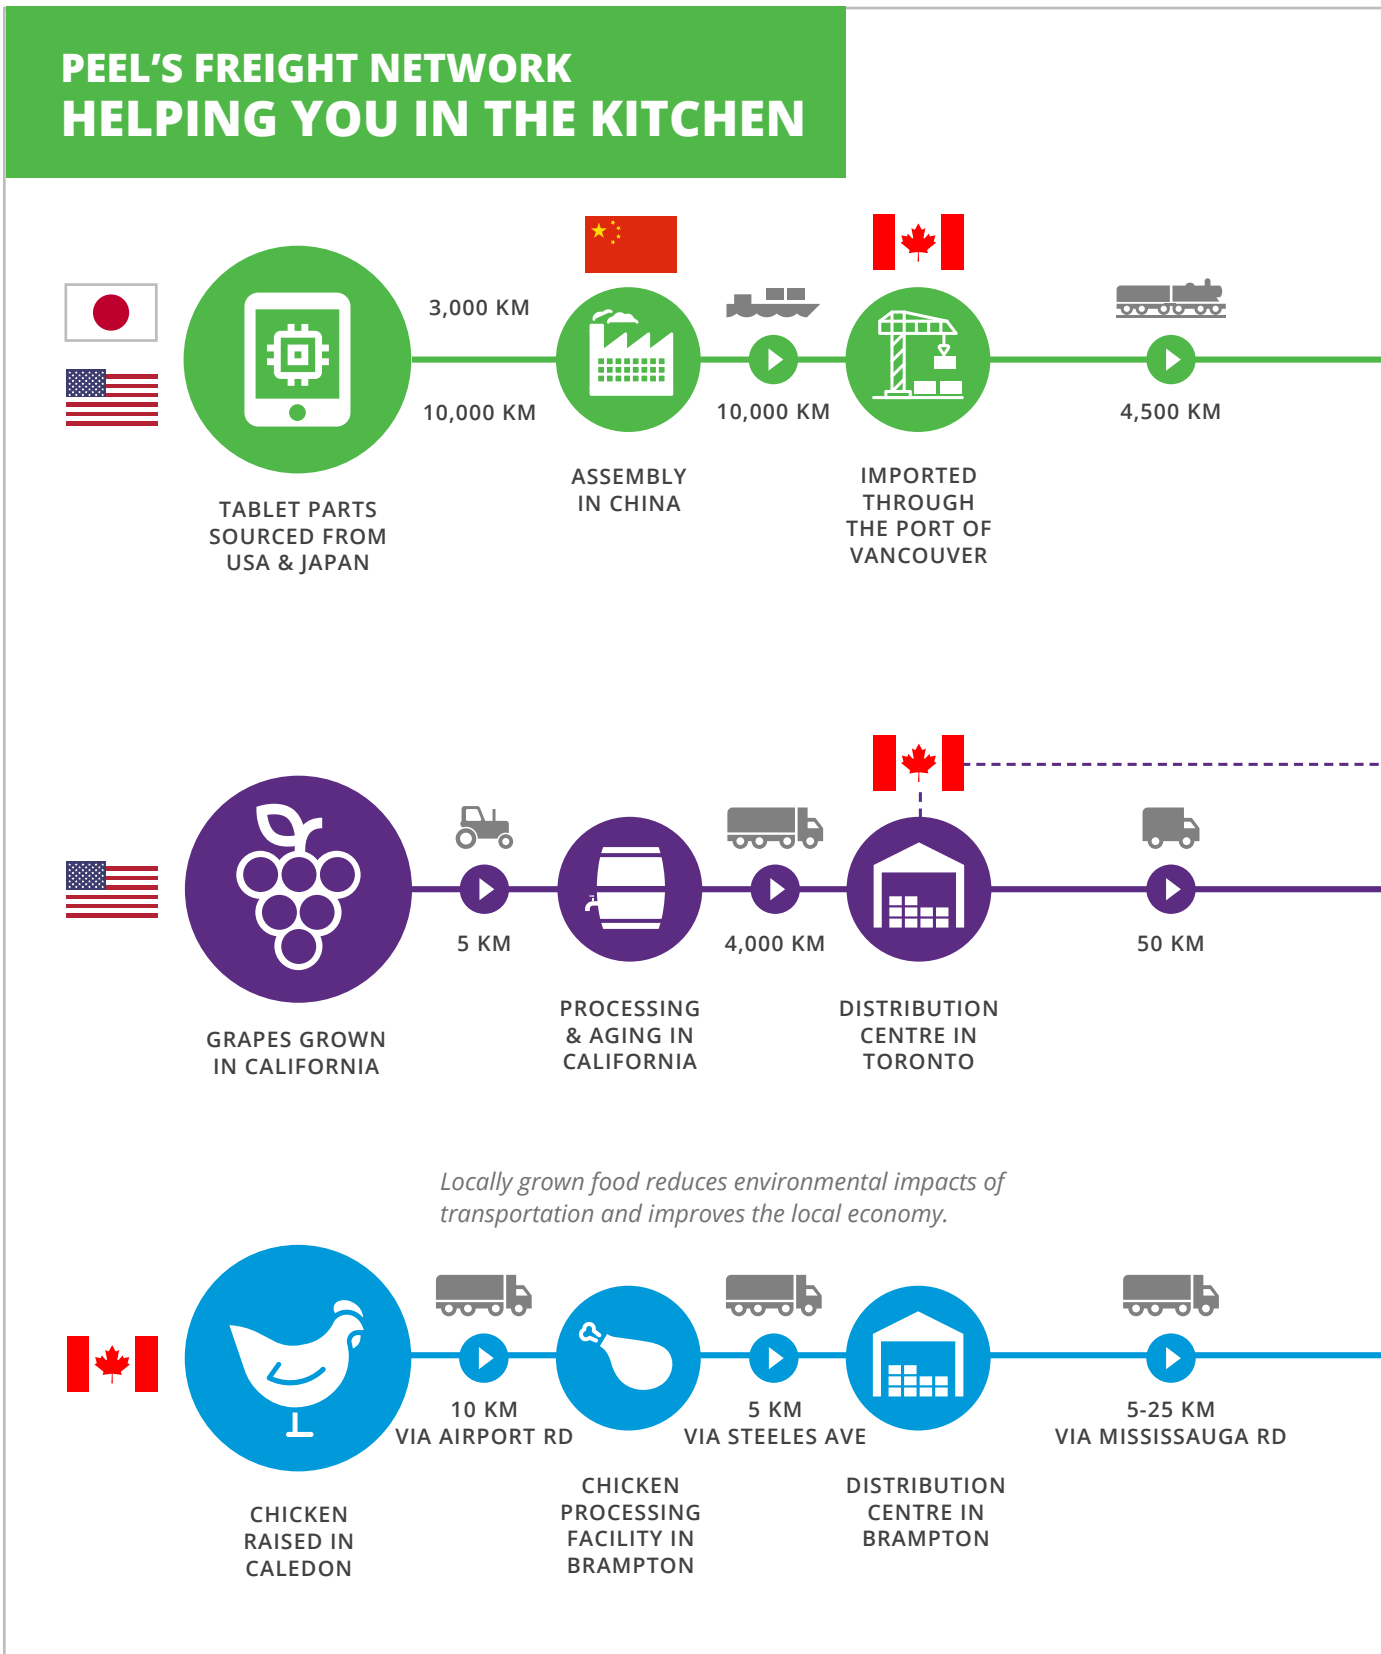 PEEL'S FREIGHT NETWORK
HELPING YOU IN THE KITCHEN
3,000 KM
10,000 KM
10,000 KM
4,500 KM
TABLET PARTS
SOURCED FROM
USA & JAPAN
ASSEMBLY
IN CHINA
IMPORTED
THROUGH
THE PORT OF
VANCOUVER
5 KM
4,000 KM
50 KM
GRAPES GROWN
IN CALIFORNIA
PROCESSING
& AGING IN
CALIFORNIA
DISTRIBUTION
CENTRE IN
TORONTO
Locally grown food reduces environmental impacts of
transportation and improves the local economy.
10 KM
VIA AIRPORT RD
5 KM
VIA STEELES AVE
5-25 KM
VIA MISSISSAUGA RD
CHICKEN
RAISED IN
CALEDON
CHICKEN
PROCESSING
FACILITY IN
BRAMPTON
DISTRIBUTION
CENTRE IN
BRAMPTON